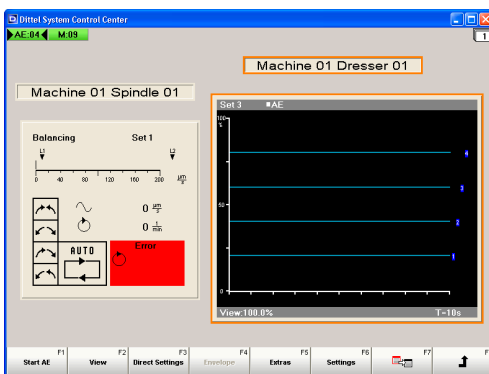 Dittel System Control Center
AE:04 M:09
1
Machine 01 Dresser 01
Machine 01 Spindle 01
Set 3 AE
100
%
50
0
4
3
2
1
View:100.0% T=10s
Balancing Set 1
L1 L2
0 40 80 120 160 200 µm/s
0 µm/s
0 1/min
AUTO
Error
F1 F2 F3 F4 F5 F6 F7 F
Start AE View Direct Settings Envelope Extras Settings